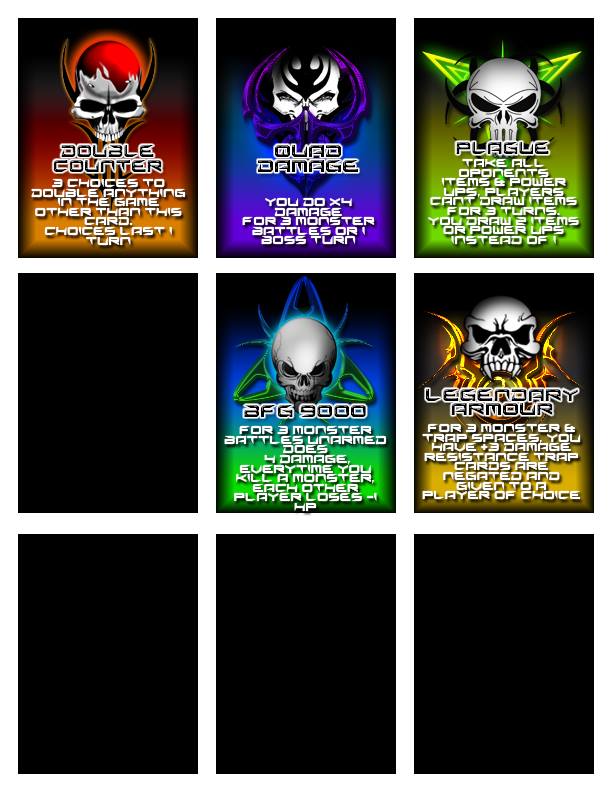 DOUBLE
COUNTER
3 CHOICES TO
DOUBLE ANYTHING
IN THE GAME
OTHER THAN THIS
CARD.
CHOICES LAST 1
TURN
QUAD
DAMAGE
YOU DO X4
DAMAGE
FOR 3 MONSTER
BATTLES OR 1
BOSS TURN
PLAGUE
TAKE ALL
OPONENTS
ITEMS & POWER
UPS, PLAYERS
CANT DRAW ITEMS
FOR 3 TURNS,
YOU DRAW 2 ITEMS
OR POWER UPS
INSTEAD OF 1
BFG 9000
FOR 3 MONSTER
BATTLES UNARMED
DOES
4 DAMAGE,
EVERYTIME YOU
KILL A MONSTER,
EACH OTHER
PLAYER LOSES -1
HP
LEGENDARY
ARMOUR
FOR 3 MONSTER &
TRAP SPACES, YOU
HAVE +3 DAMAGE
RESISTANCE TRAP
CARDS ARE
NEGATED AND
GIVEN TO A
PLAYER OF CHOICE